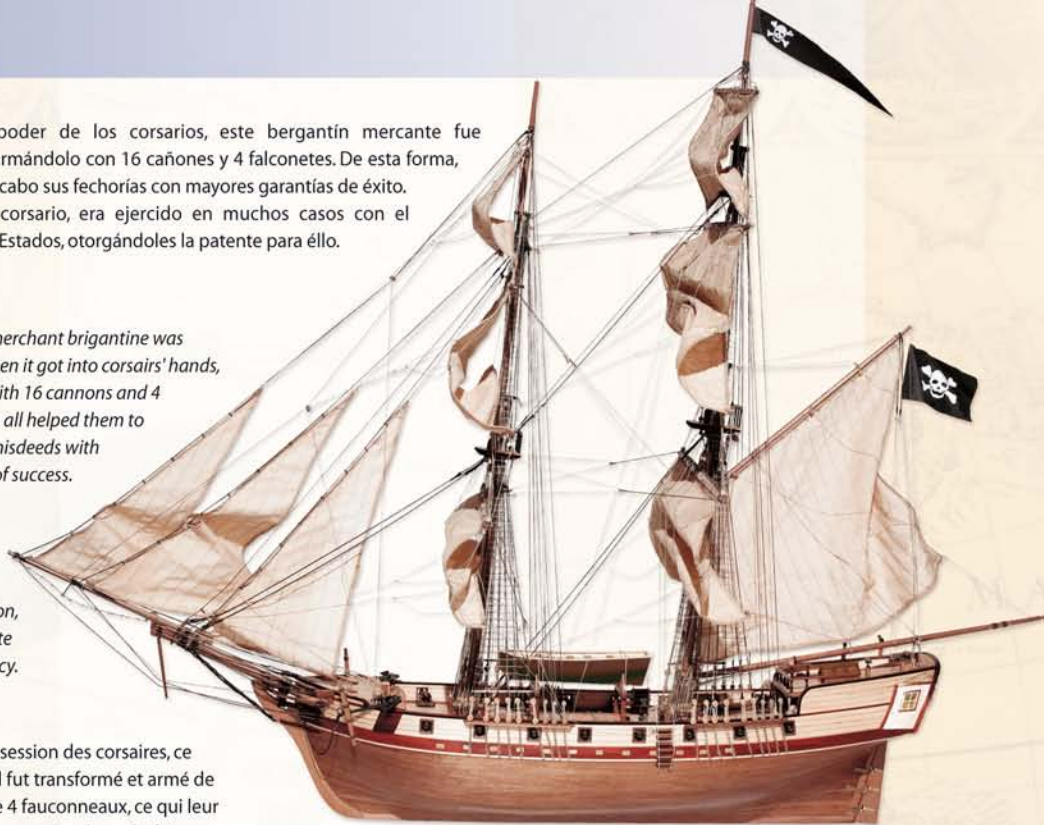 poder de los corsarios, este bergantín mercante fue
rmándolo con 16 cañones y 4 falconetes. De esta forma,
cabo sus fechorías con mayores garantías de éxito.
corsario, era ejercido en muchos casos con el
Estados, otorgándoles la patente para éllo.
merchant brigantine was
en it got into corsairs' hands,
ith 16 cannons and 4
all helped them to
isdeeds with
of success.
on,
te
cy.
session des corsaires, ce
l fut transformé et armé de
e 4 fauconneaux, ce qui leur